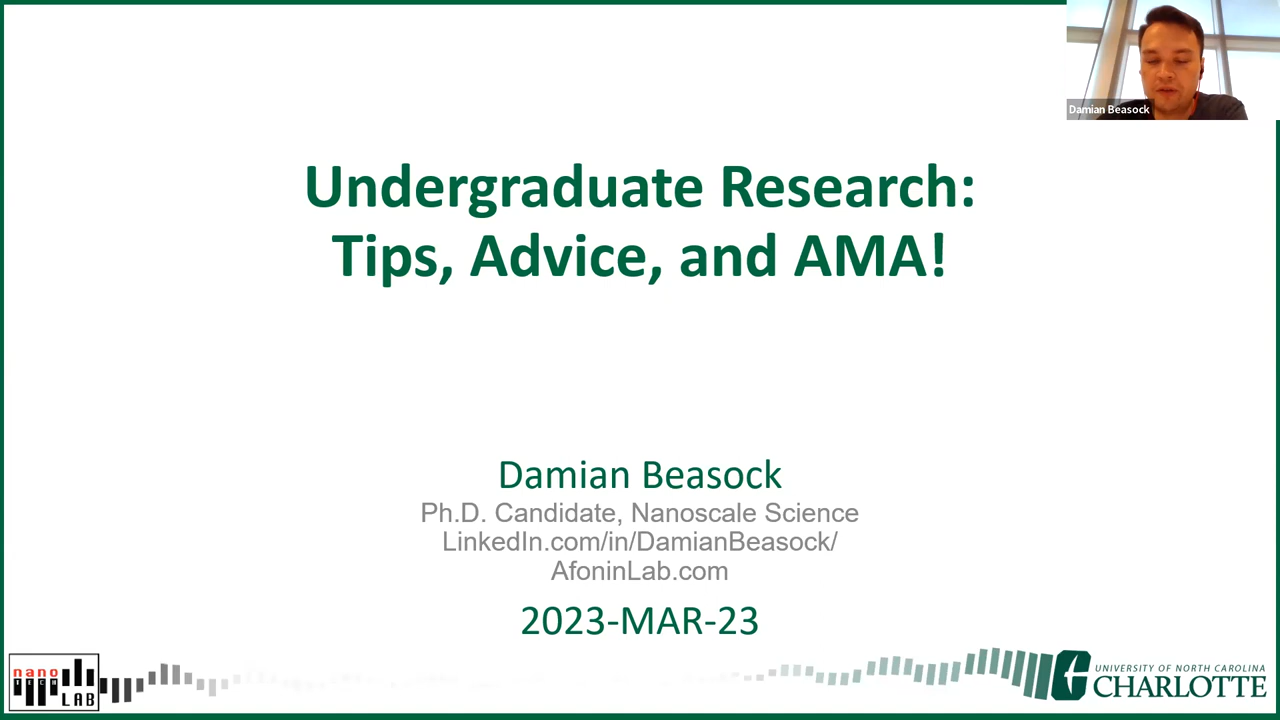 Damian Beasock
Undergraduate Research:
Tips, Advice, and AMA!
Damian Beasock
Ph.D. Candidate, Nanoscale Science
LinkedIn.com/in/DamianBeasock/
AfoninLab.com
2023-MAR-23
nano
TECH
LAB
UNIVERSITY OF NORTH CAROLINA
CHARLOTTE